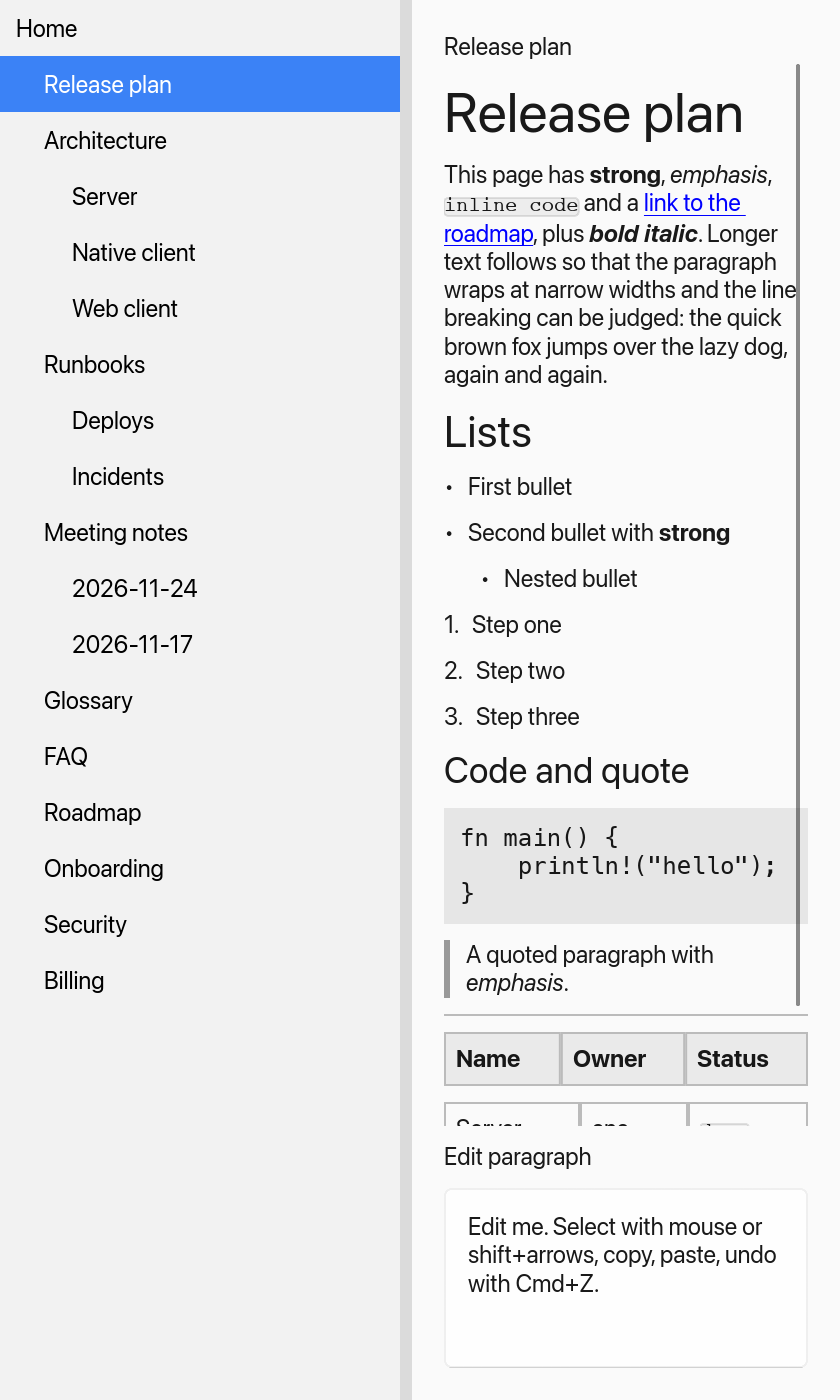 Home
Release plan
Architecture
Server
Native client
Web client
Runbooks
Deploys
Incidents
Meeting notes
2026-11-24
2026-11-17
Glossary
FAQ
Roadmap
Onboarding
Security
Billing
Release plan
Release plan
This page has strong, emphasis,
inline code and a link to the
roadmap, plus bold italic. Longer
text follows so that the paragraph
wraps at narrow widths and the line
breaking can be judged: the quick
brown fox jumps over the lazy dog,
again and again.
Lists
• First bullet
• Second bullet with strong
• Nested bullet
1. Step one
2. Step two
3. Step three
Code and quote
fn main() {
    println!("hello");
}
A quoted paragraph with
emphasis.
Name Owner Status
Server
Edit paragraph
Edit me. Select with mouse or
shift+arrows, copy, paste, undo
with Cmd+Z.